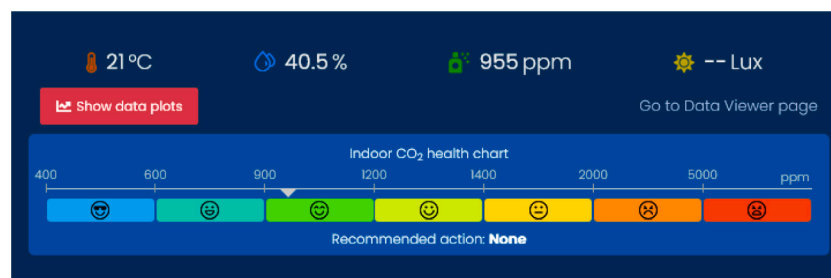 21 °C 40.5 % 955 ppm -- Lux
Show data plots Go to Data Viewer page
Indoor CO₂ health chart
400 600 900 1200 1400 2000 5000 ppm
Recommended action: None